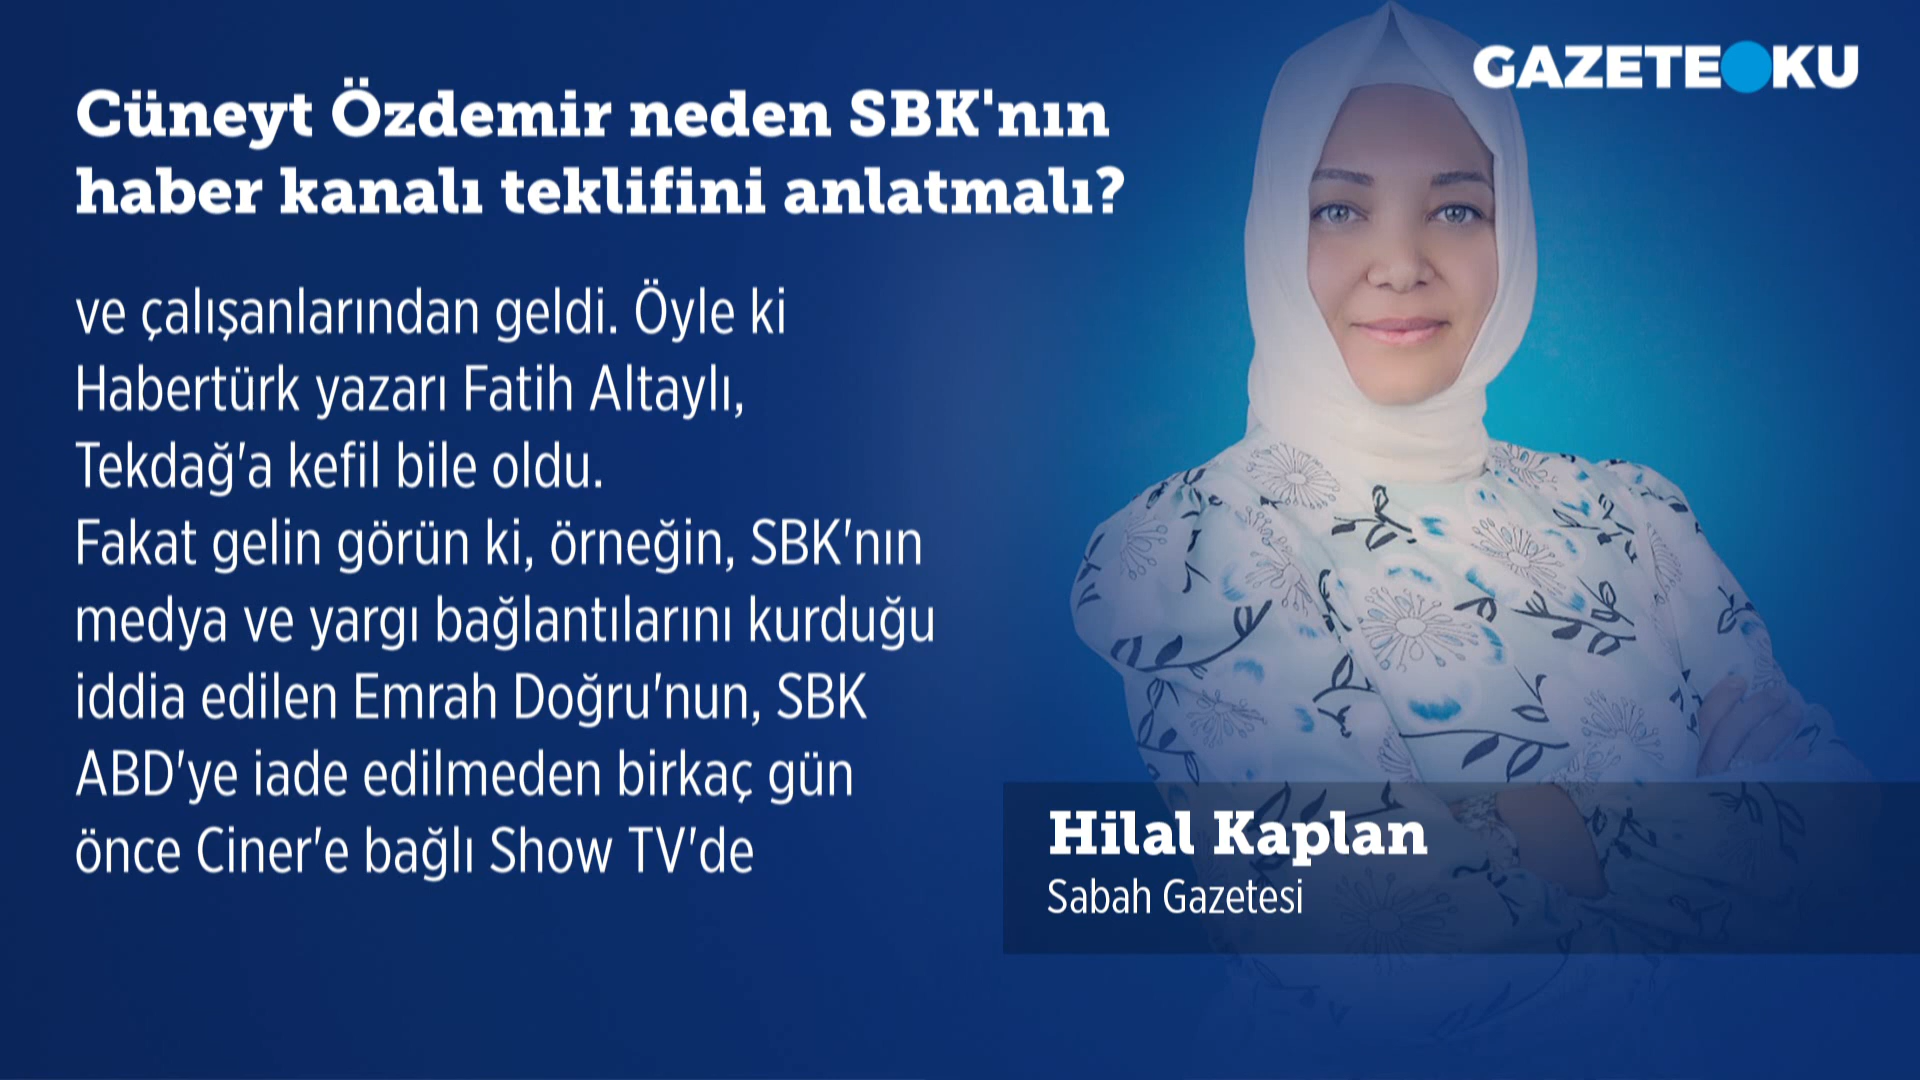 GAZETE OKU
Cüneyt Özdemir neden SBK'nın
haber kanalı teklifini anlatmalı?
ve çalışanlarından geldi. Öyle ki
Habertürk yazarı Fatih Altaylı,
Tekdağ'a kefil bile oldu.
Fakat gelin görün ki, örneğin, SBK'nın
medya ve yargı bağlantılarını kurduğu
iddia edilen Emrah Doğru'nun, SBK
ABD'ye iade edilmeden birkaç gün
önce Ciner'e bağlı Show TV'de
Hilal Kaplan
Sabah Gazetesi